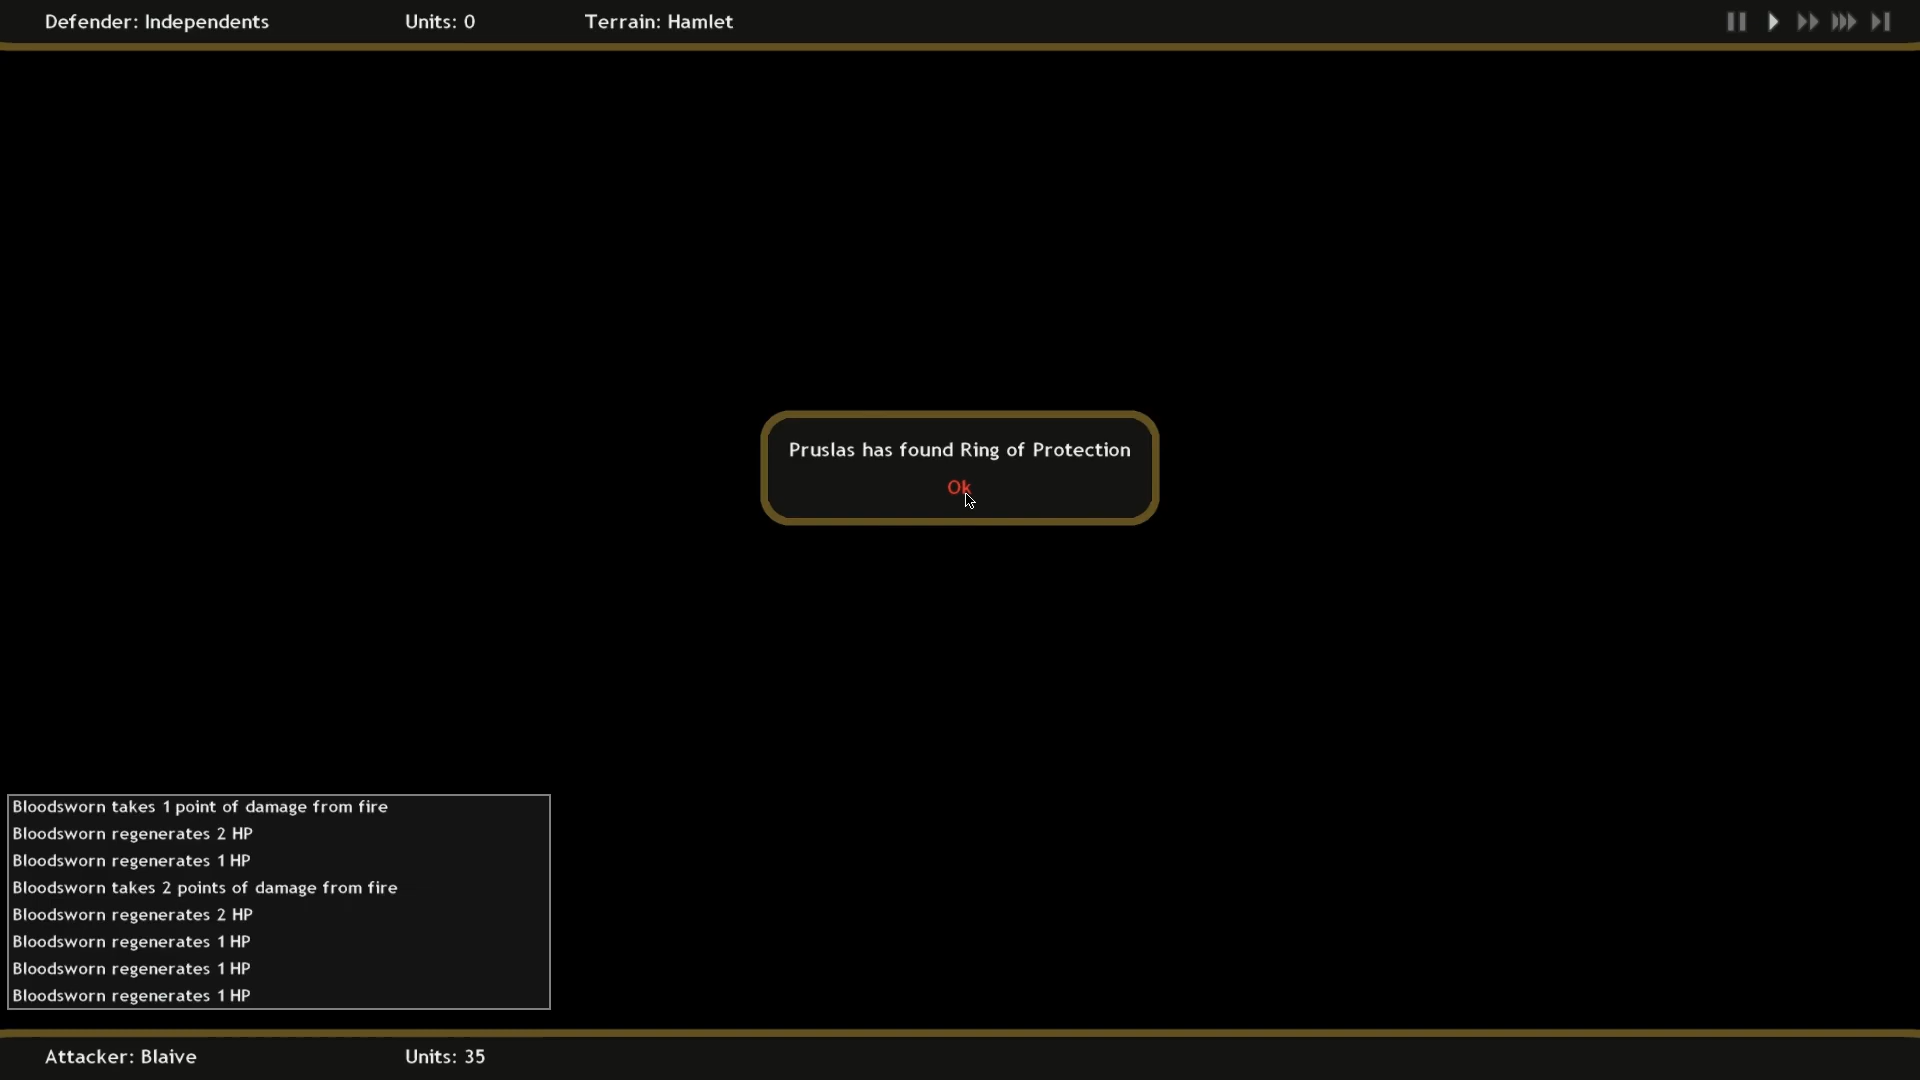 Defender: Independents Units: 0 Terrain: Hamlet
Pruslas has found Ring of Protection
Ok
Bloodsworn takes 1 point of damage from fire
Bloodsworn regenerates 2 HP
Bloodsworn regenerates 1 HP
Bloodsworn takes 2 points of damage from fire
Bloodsworn regenerates 2 HP
Bloodsworn regenerates 1 HP
Bloodsworn regenerates 1 HP
Bloodsworn regenerates 1 HP
Attacker: Blaive Units: 35